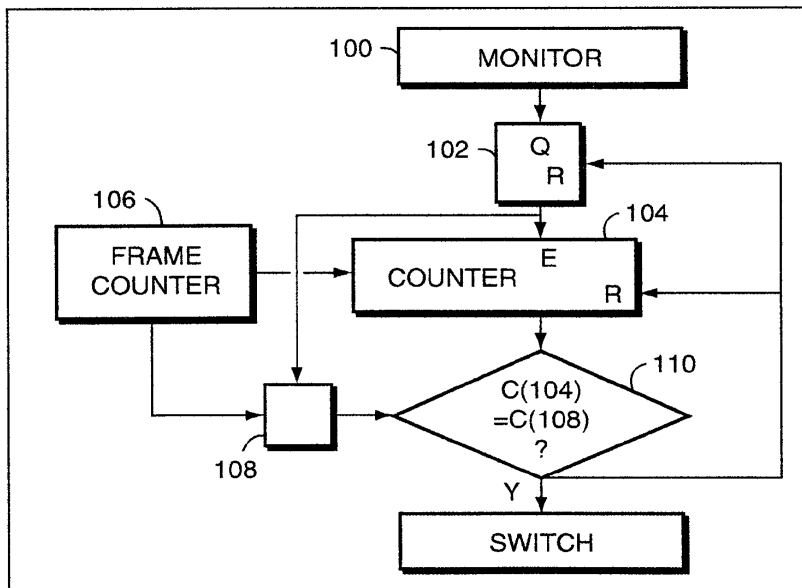 100
MONITOR
102
Q
R
106
104
FRAME
COUNTER
E
COUNTER
R
110
C(104)
=C(108)
?
108
Y
SWITCH